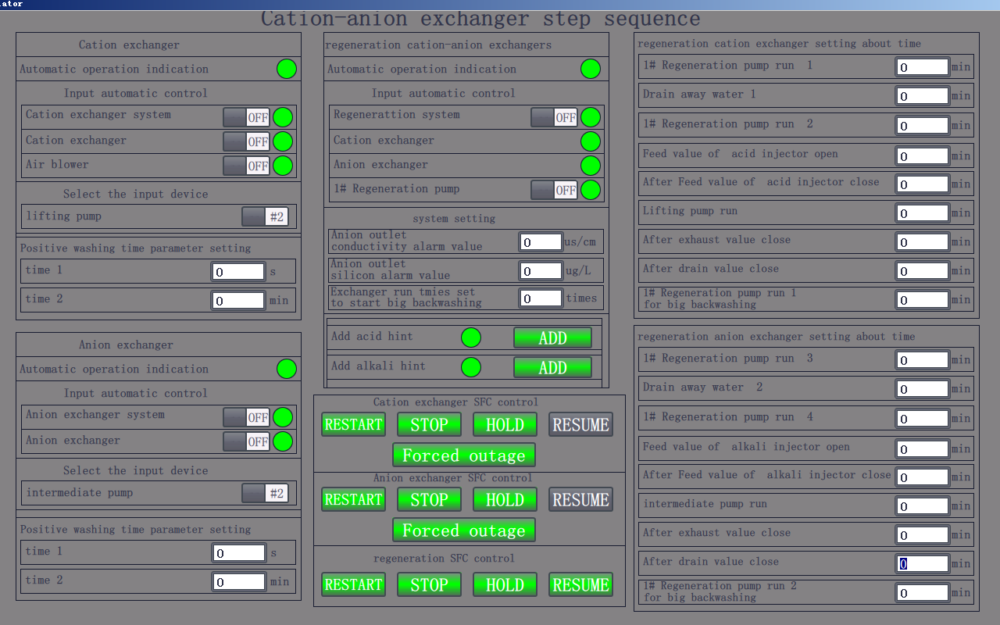 ator
Cation-anion exchanger step sequence
Cation exchanger
Automatic operation indication
Input automatic control
Cation exchanger system OFF
Cation exchanger OFF
Air blower OFF
Select the input device
lifting pump #2
Positive washing time parameter setting
time 1 0 s
time 2 0 min
Anion exchanger
Automatic operation indication
Input automatic control
Anion exchanger system OFF
Anion exchanger OFF
Select the input device
intermediate pump #2
Positive washing time parameter setting
time 1 0 s
time 2 0 min
regeneration cation-anion exchangers
Automatic operation indication
Input automatic control
Regenerattion system OFF
Cation exchanger
Anion exchanger
1# Regeneration pump OFF
system setting
Anion outlet
conductivity alarm value 0 us/cm
Anion outlet
silicon alarm value 0 ug/L
Exchanger run tmies set
to start big backwashing 0 times
Add acid hint ADD
Add alkali hint ADD
Cation exchanger SFC control
RESTART STOP HOLD RESUME
Forced outage
Anion exchanger SFC control
RESTART STOP HOLD RESUME
Forced outage
regeneration SFC control
RESTART STOP HOLD RESUME
regeneration cation exchanger setting about time
1# Regeneration pump run 1 0 min
Drain away water 1 0 min
1# Regeneration pump run 2 0 min
Feed value of acid injector open 0 min
After Feed value of acid injector close 0 min
Lifting pump run 0 min
After exhaust value close 0 min
After drain value close 0 min
1# Regeneration pump run 1
for big backwashing 0 min
regeneration anion exchanger setting about time
1# Regeneration pump run 3 0 min
Drain away water 2 0 min
1# Regeneration pump run 4 0 min
Feed value of alkali injector open 0 min
After Feed value of alkali injector close 0 min
intermediate pump run 0 min
After exhaust value close 0 min
After drain value close 0 min
1# Regeneration pump run 2
for big backwashing 0 min